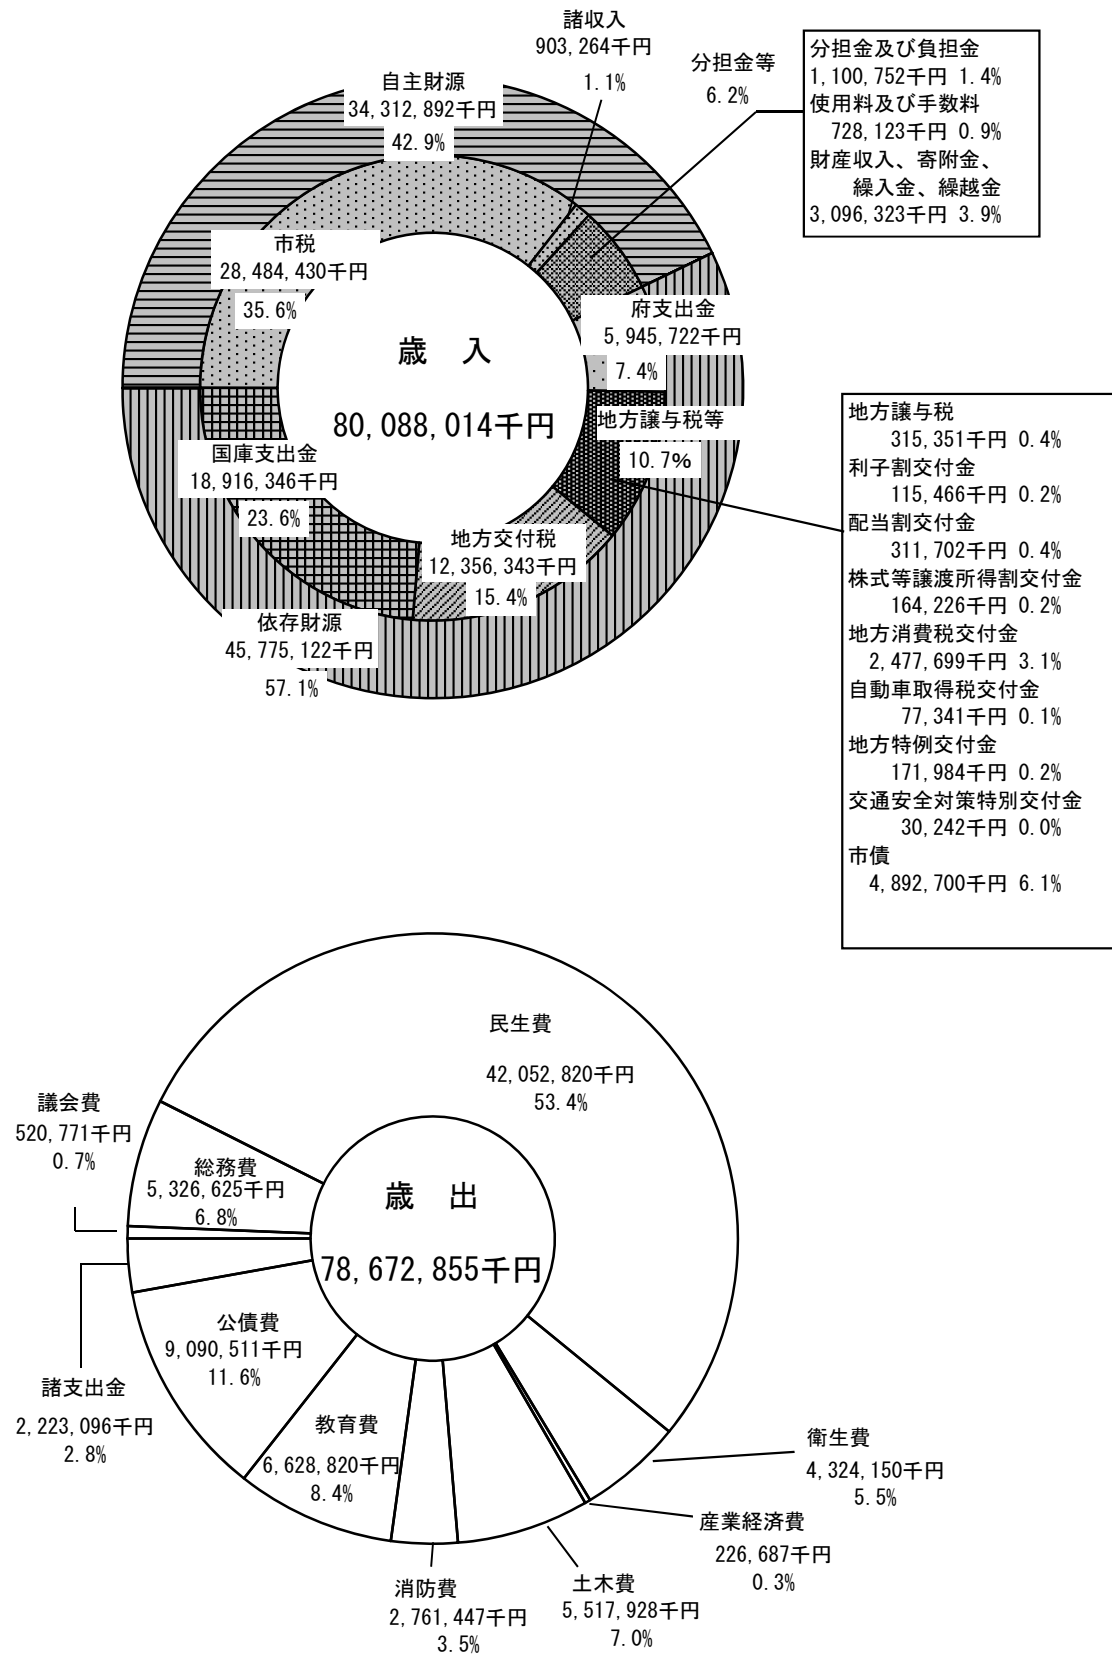 諸収入
903,264千円
1.1%
分担金等
6.2%
分担金及び負担金
1,100,752千円 1.4%
使用料及び手数料
728,123千円 0.9%
財産収入、寄附金、
繰入金、繰越金
3,096,323千円 3.9%
自主財源
34,312,892千円
42.9%
市税
28,484,430千円
35.6%
府支出金
5,945,722千円
7.4%
歳 入
80,088,014千円
地方譲与税等
10.7%
国庫支出金
18,916,346千円
23.6%
地方交付税
12,356,343千円
15.4%
依存財源
45,775,122千円
57.1%
地方譲与税
315,351千円 0.4%
利子割交付金
115,466千円 0.2%
配当割交付金
311,702千円 0.4%
株式等譲渡所得割交付金
164,226千円 0.2%
地方消費税交付金
2,477,699千円 3.1%
自動車取得税交付金
77,341千円 0.1%
地方特例交付金
171,984千円 0.2%
交通安全対策特別交付金
30,242千円 0.0%
市債
4,892,700千円 6.1%
民生費
42,052,820千円
53.4%
議会費
520,771千円
0.7%
総務費
5,326,625千円
6.8%
歳 出
78,672,855千円
公債費
9,090,511千円
11.6%
諸支出金
2,223,096千円
2.8%
教育費
6,628,820千円
8.4%
衛生費
4,324,150千円
5.5%
産業経済費
226,687千円
0.3%
土木費
5,517,928千円
7.0%
消防費
2,761,447千円
3.5%